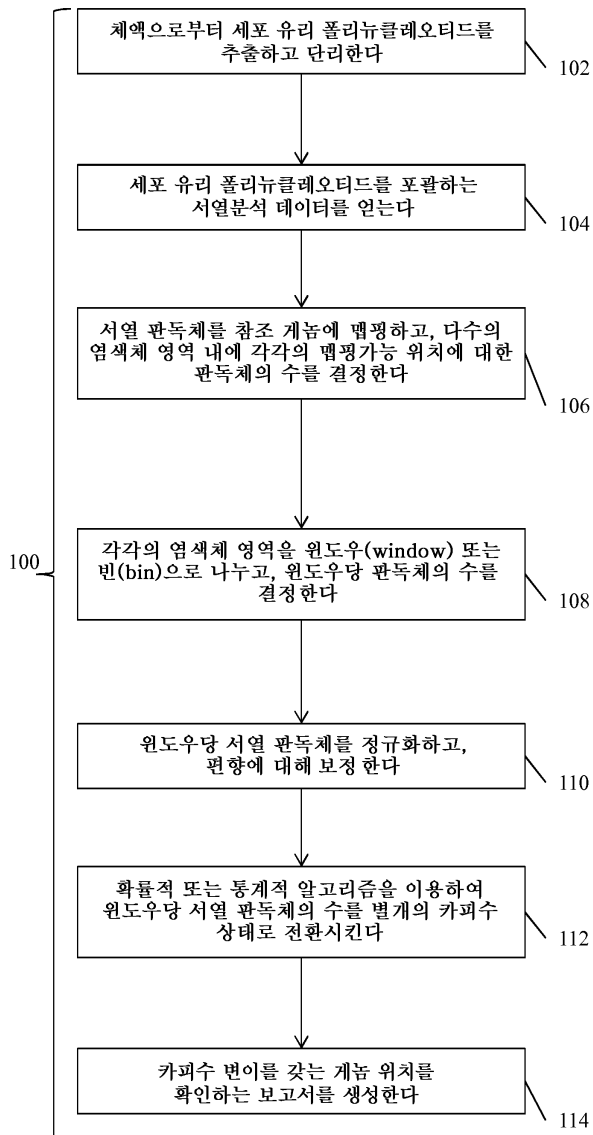 체액으로부터 세포 유리 폴리뉴클레오티드를
추출하고 단리한다
102
세포 유리 폴리뉴클레오티드를 포괄하는
서열분석 데이터를 얻는다
104
서열 판독체를 참조 게놈에 맵핑하고, 다수의
염색체 영역 내에 각각의 맵핑가능 위치에 대한
판독체의 수를 결정한다
106
100
각각의 염색체 영역을 윈도우(window) 또는
빈(bin)으로 나누고, 윈도우당 판독체의 수를
결정한다
108
윈도우당 서열 판독체를 정규화하고,
편향에 대해 보정한다
110
확률적 또는 통계적 알고리즘을 이용하여
윈도우당 서열 판독체의 수를 별개의 카피수
상태로 전환시킨다
112
카피수 변이를 갖는 게놈 위치를
확인하는 보고서를 생성한다
114